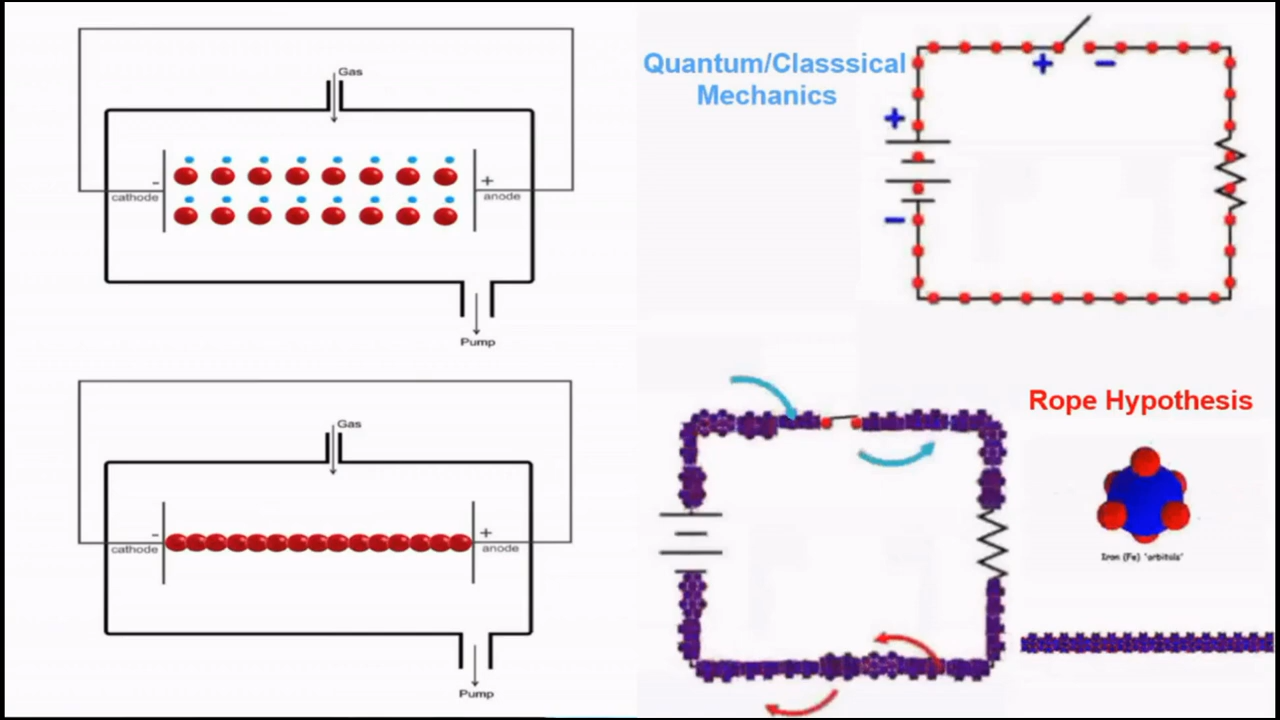 Gas
-
+
cathode
anode
Pump
Quantum/Classsical
Mechanics
+
-
+
-
Gas
-
+
cathode
anode
Pump
Rope Hypothesis
Iron (Fe) 'orbitals'